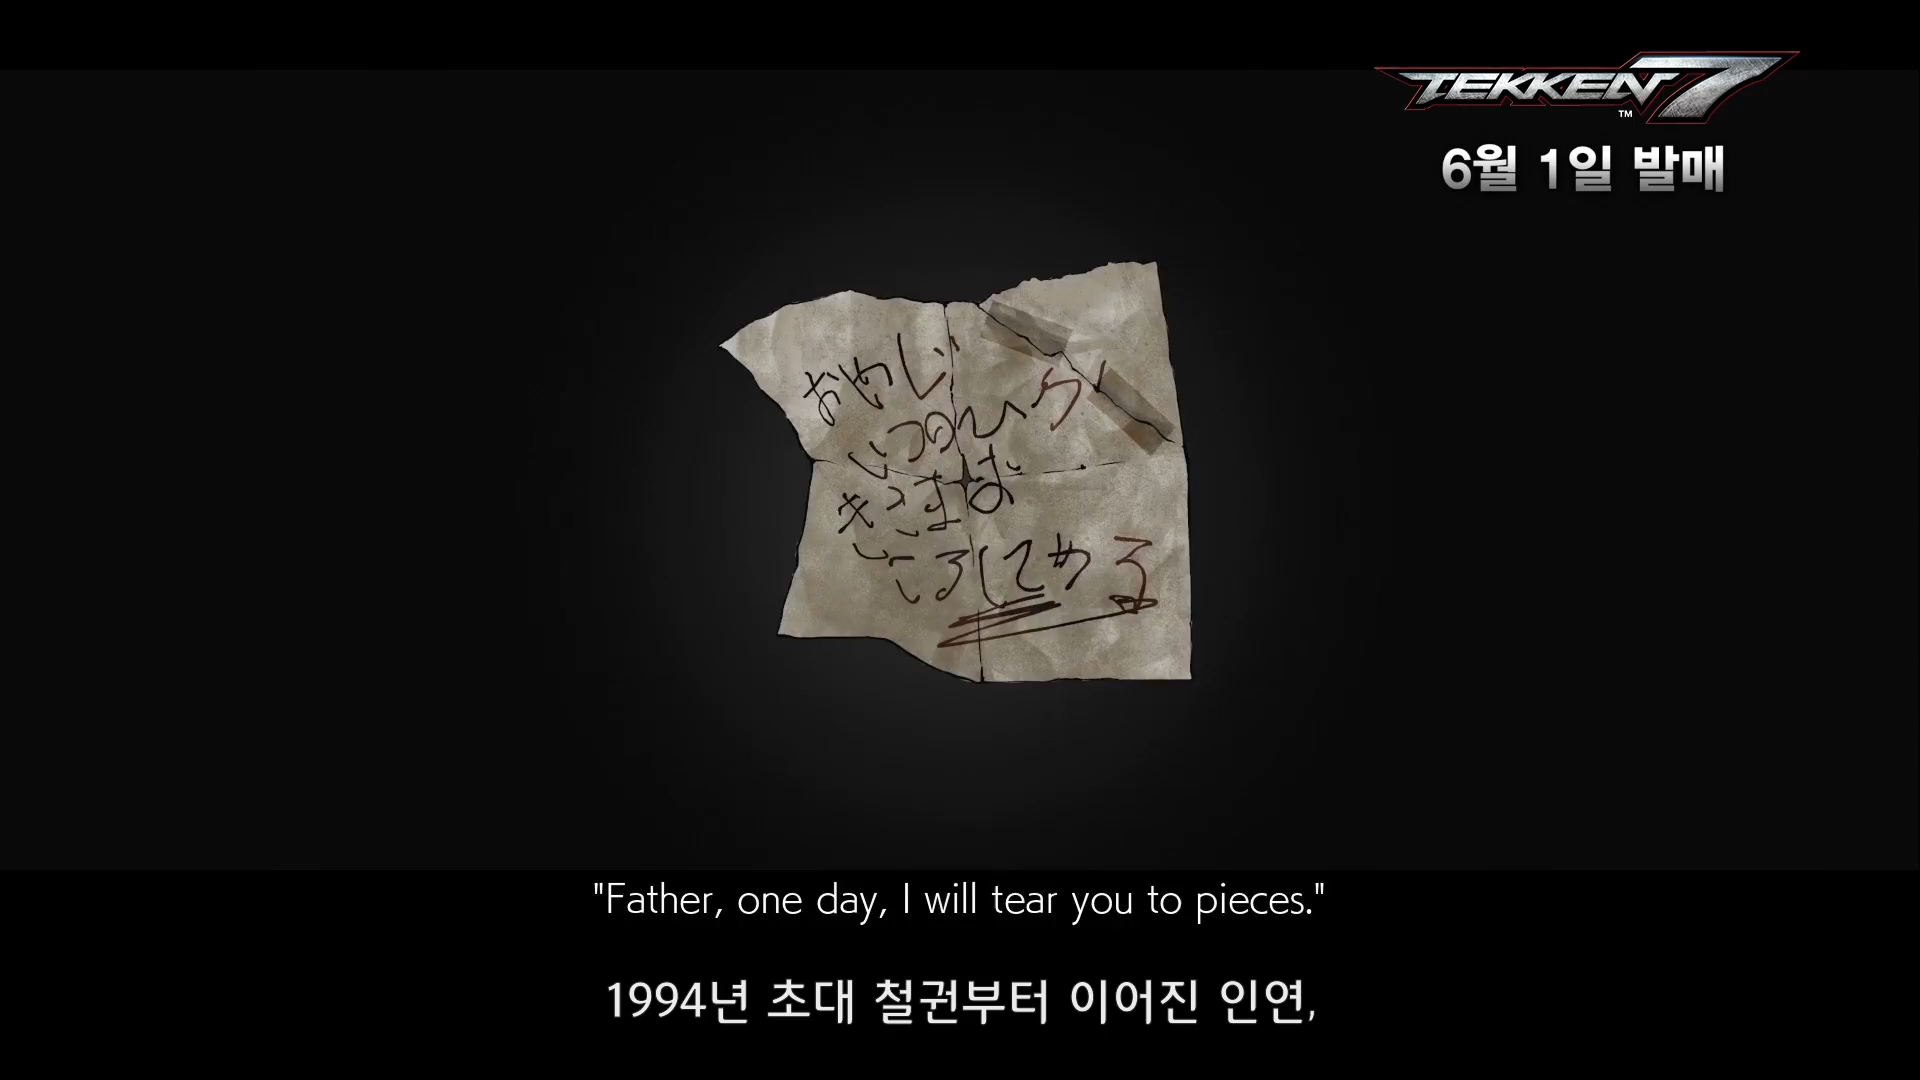 TEKKEN 7™
6월 1일 발매
おやじ
いつのひか
きさまお
ころしてやる
"Father, one day, I will tear you to pieces."
1994년 초대 철권부터 이어진 인연,